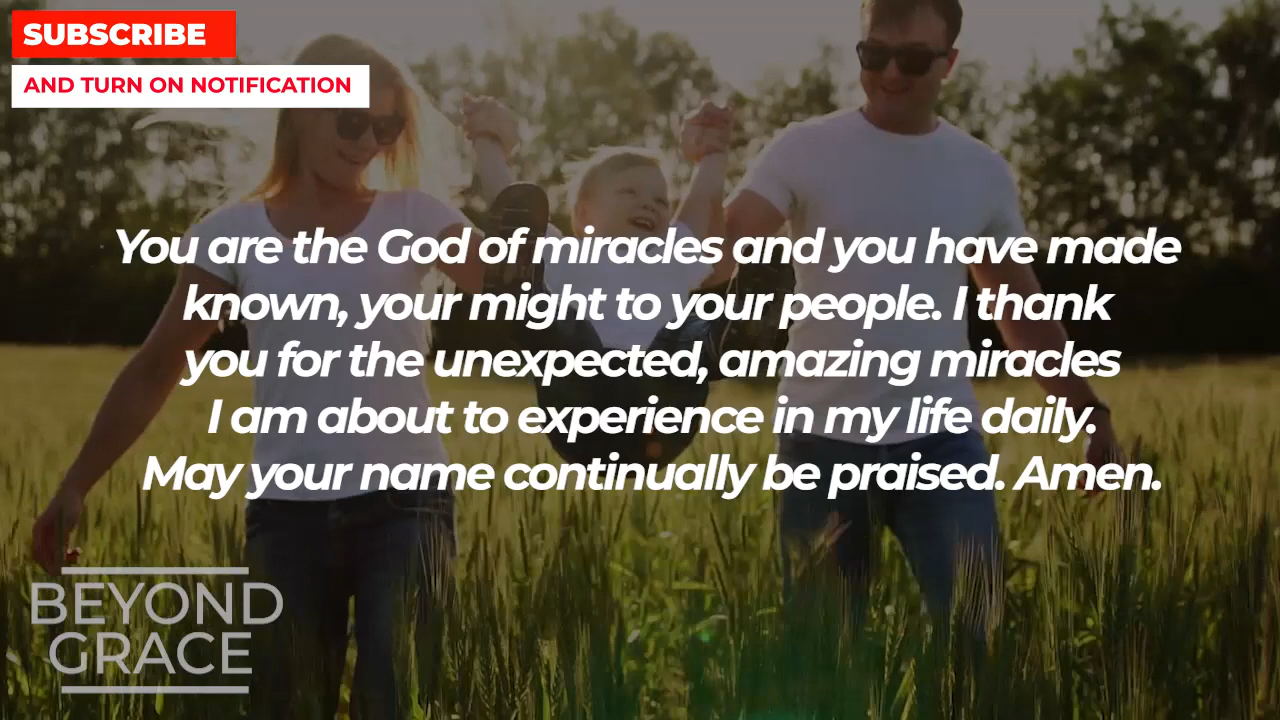 SUBSCRIBE
AND TURN ON NOTIFICATION
You are the God of miracles and you have made
known, your might to your people. I thank
you for the unexpected, amazing miracles
I am about to experience in my life daily.
May your name continually be praised. Amen.
BEYOND
GRACE